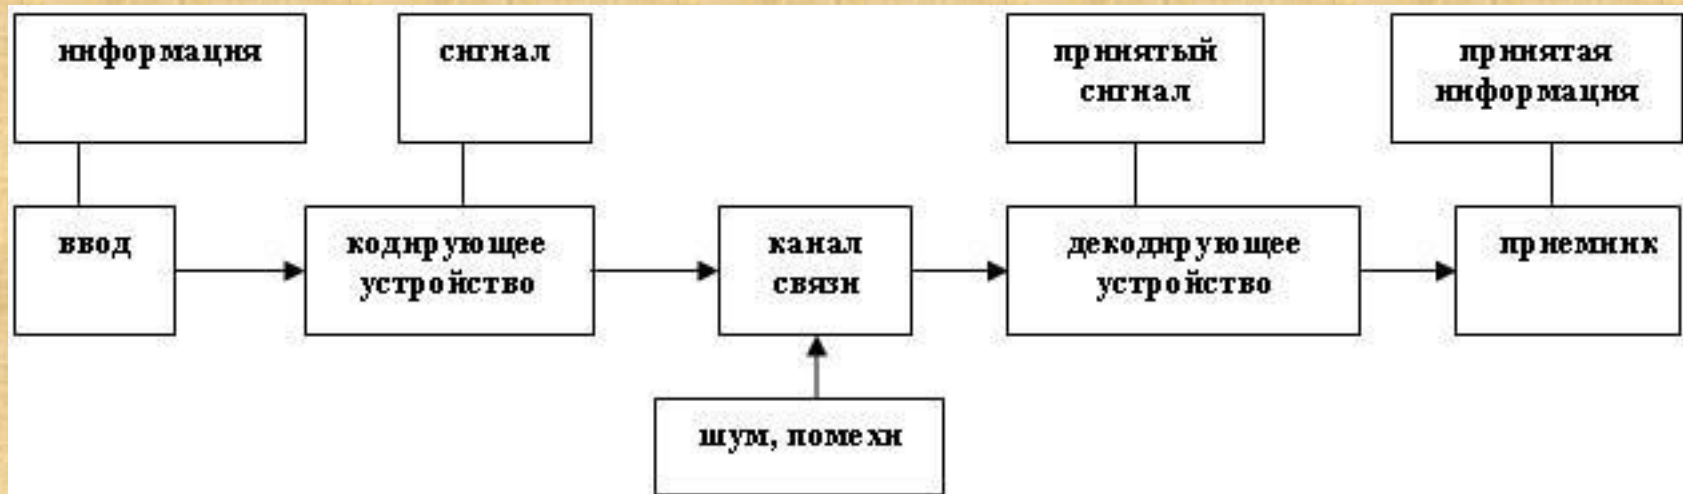 информация
сигнал
принятый
сигнал
принятая
информация
ввод
кодирующее
устройство
канал
связи
декодирующее
устройство
приемник
шум, помехи